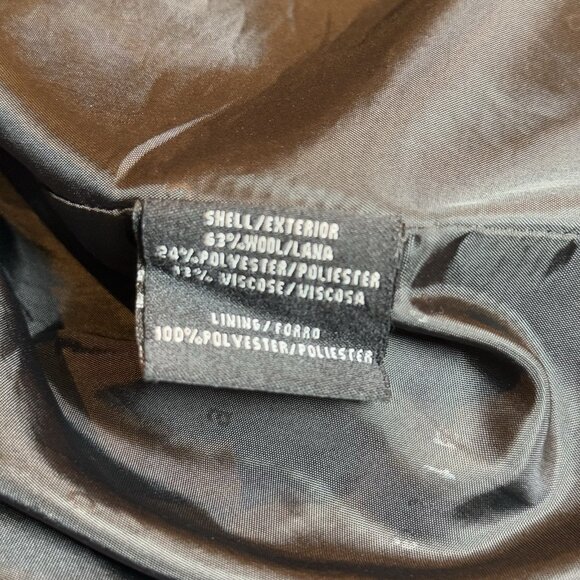 SHELL/EXTERIOR
63%WOOL/LANA
24%POLYESTER/POLIESTER
13% VISCOSE/VISCOSA
LINING/FORRO
100%POLYESTER/POLIESTER